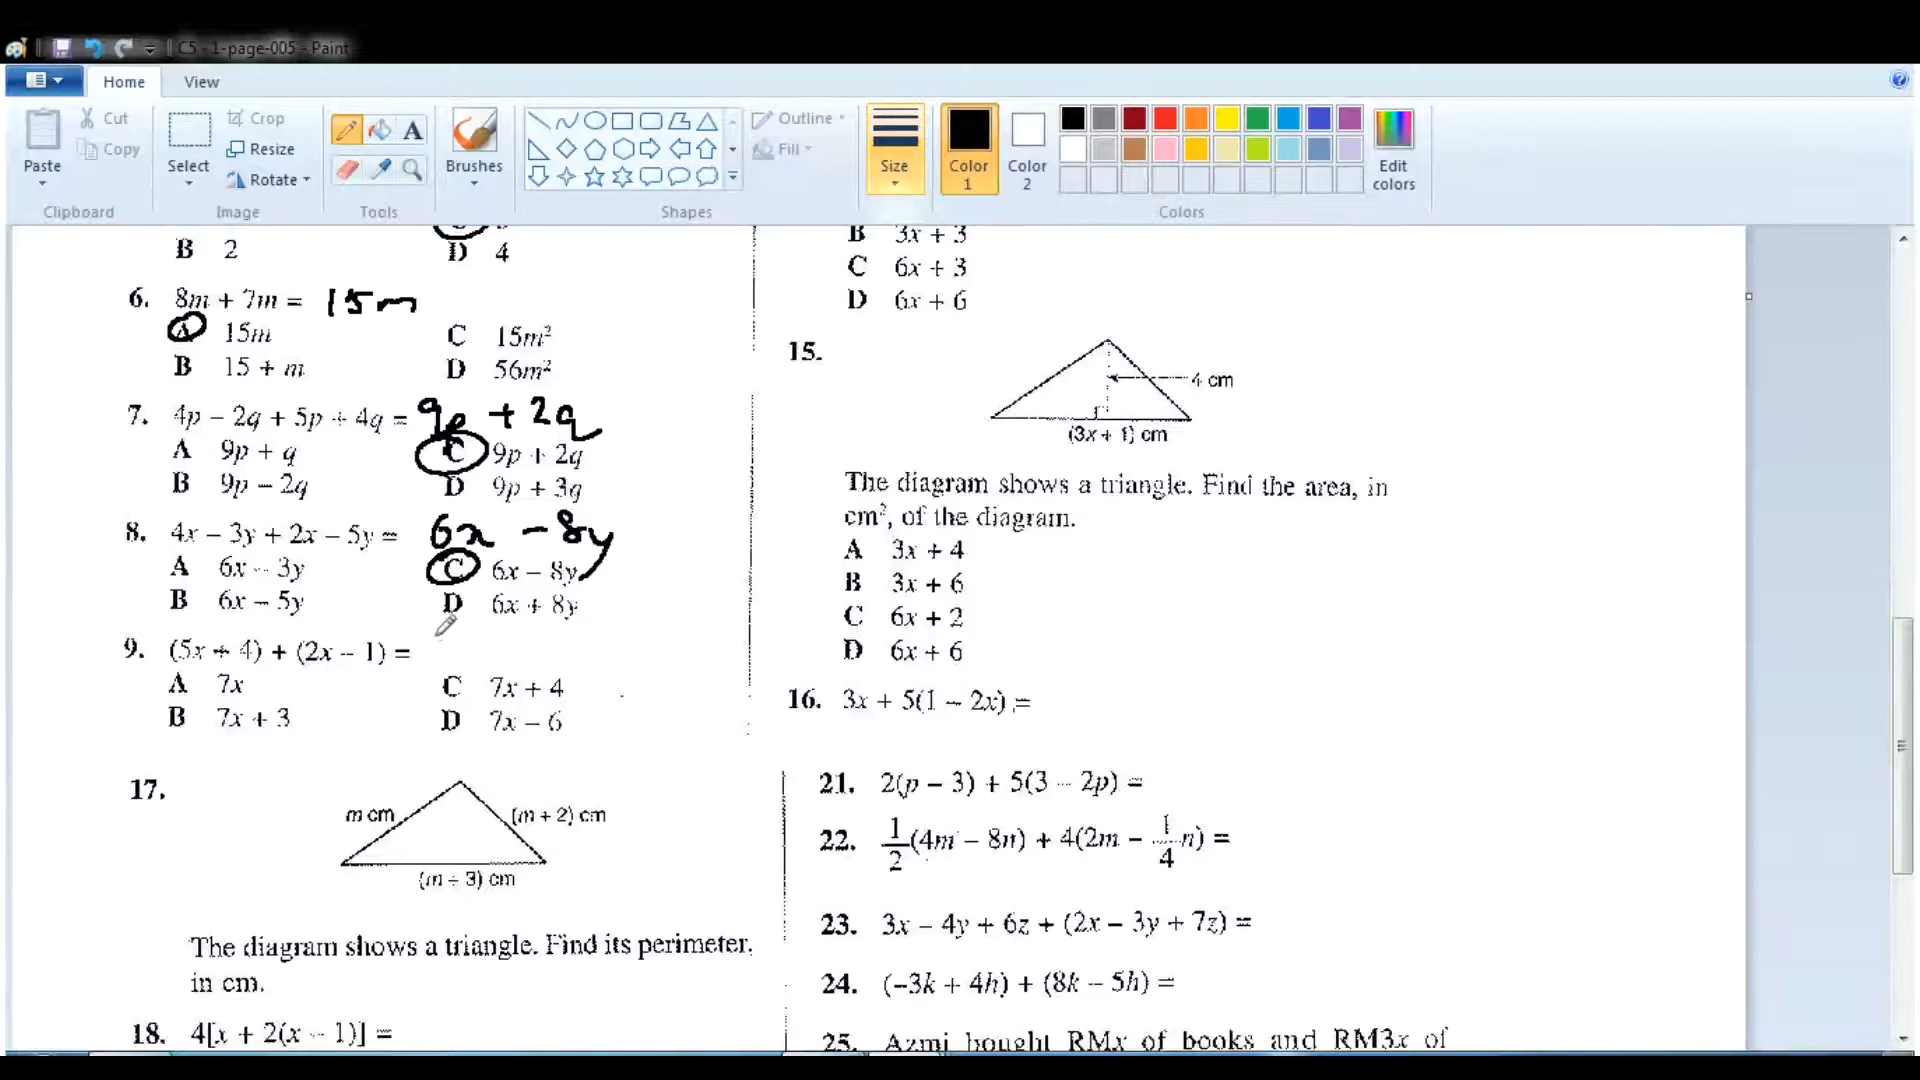 C5 - 1-page-005 - Paint
Home View
Paste
Cut
Copy
Clipboard
Select
Crop
Resize
Rotate
Image
A
Tools
Brushes
Outline
Fill
Shapes
Size
Color 1
Color 2
Edit colors
Colors
B 2 D 4
6. 8m + 7m = 15m
A 15m C 15m²
B 15 + m D 56m²
7. 4p – 2q + 5p + 4q = 9p + 2q
A 9p + q C 9p + 2q
B 9p – 2q D 9p + 3q
8. 4x – 3y + 2x – 5y = 6x – 8y
A 6x – 3y C 6x – 8y
B 6x – 5y D 6x + 8y
9. (5x + 4) + (2x – 1) =
A 7x C 7x + 4
B 7x + 3 D 7x – 6
17.
m cm (m + 2) cm
(m + 3) cm
The diagram shows a triangle. Find its perimeter,
in cm.
18. 4[x + 2(x – 1)] =
B 3x + 3
C 6x + 3
D 6x + 6
15.
4 cm
(3x + 1) cm
The diagram shows a triangle. Find the area, in
cm², of the diagram.
A 3x + 4
B 3x + 6
C 6x + 2
D 6x + 6
16. 3x + 5(1 – 2x) =
21. 2(p – 3) + 5(3 – 2p) =
22. 1/2(4m – 8n) + 4(2m – 1/4n) =
23. 3x – 4y + 6z + (2x – 3y + 7z) =
24. (–3k + 4h) + (8k – 5h) =
25. Azmi bought RMx of books and RM3x of